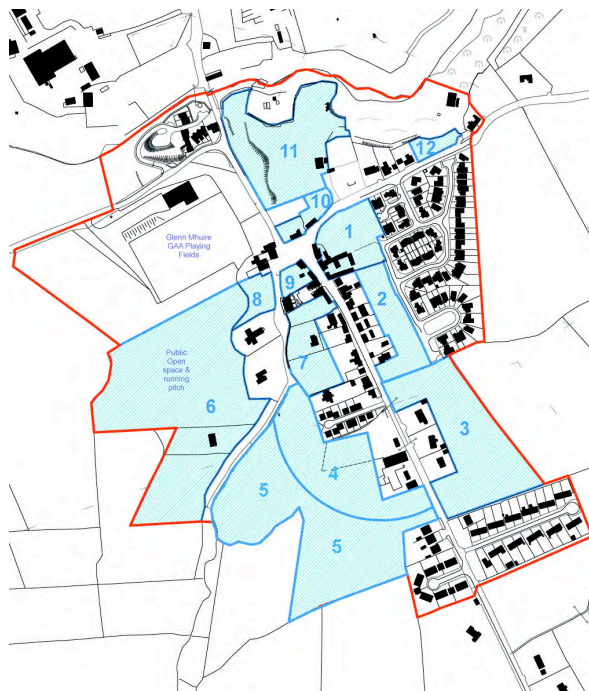 11
12
10
1
Glenn Mhuire
GAA Playing
Fields
8
9
2
7
Public
Open
space &
running
pitch
6
3
4
5
5